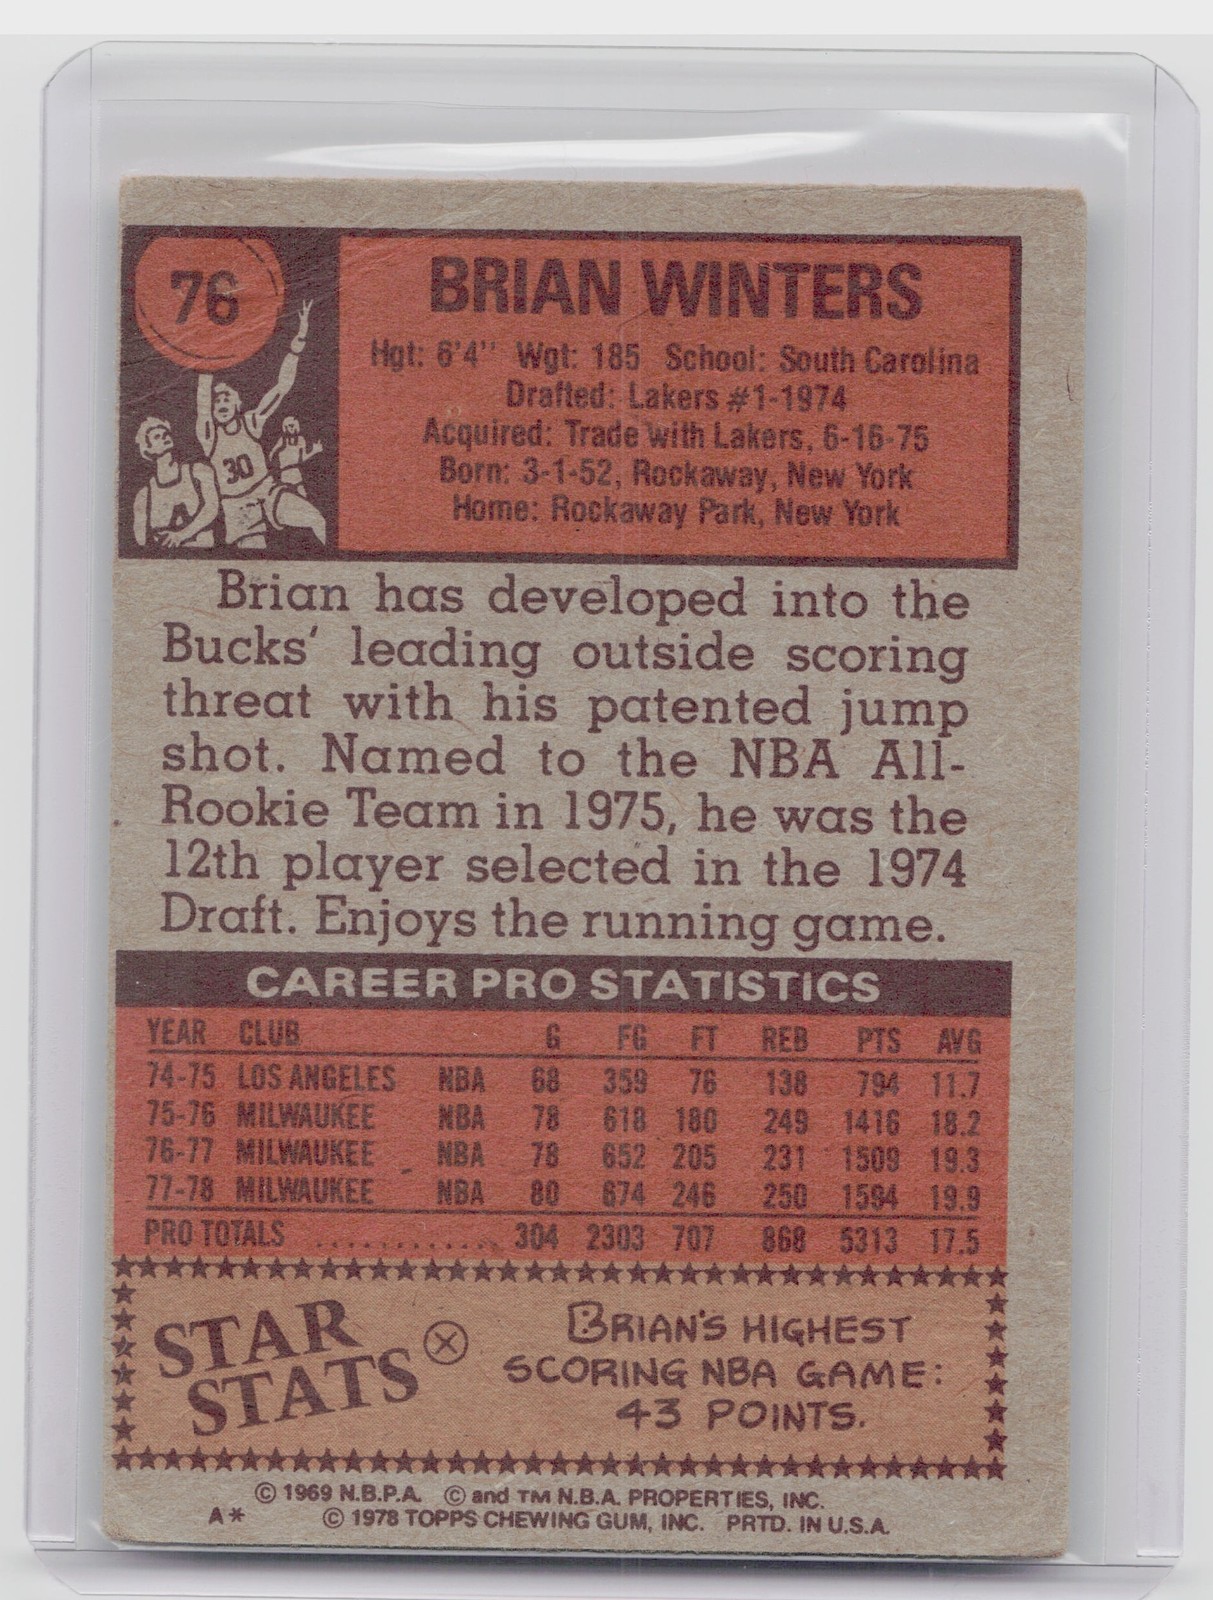 76
BRIAN WINTERS
Hgt: 6'4" Wgt: 185 School: South Carolina
Drafted: Lakers #1-1974
Acquired: Trade with Lakers, 6-16-75
Born: 3-1-52, Rockaway, New York
Home: Rockaway Park, New York
30
Brian has developed into the
Bucks' leading outside scoring
threat with his patented jump
shot. Named to the NBA All-
Rookie Team in 1975, he was the
12th player selected in the 1974
Draft. Enjoys the running game.
CAREER PRO STATISTICS
YEAR CLUB G FG FT REB PTS AVG
74-75 LOS ANGELES NBA 68 359 76 138 794 11.7
75-76 MILWAUKEE NBA 78 618 180 249 1416 18.2
76-77 MILWAUKEE NBA 78 652 205 231 1509 19.3
77-78 MILWAUKEE NBA 80 674 246 250 1594 19.9
PRO TOTALS ............ 304 2303 707 868 5313 17.5
STAR
STATS
BRIAN'S HIGHEST
SCORING NBA GAME:
43 POINTS.
© 1969 N.B.P.A. © and TM N.B.A. PROPERTIES, INC.
A* © 1978 TOPPS CHEWING GUM, INC. PRTD. IN U.S.A.